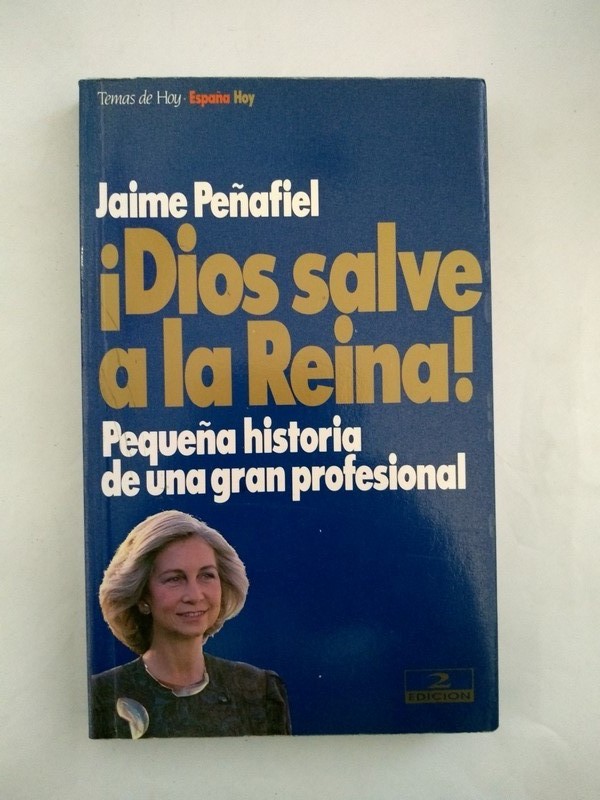 Temas de Hoy · España Hoy
Jaime Peñafiel
¡Dios salve
a la Reina!
Pequeña historia
de una gran profesional
2
EDICION